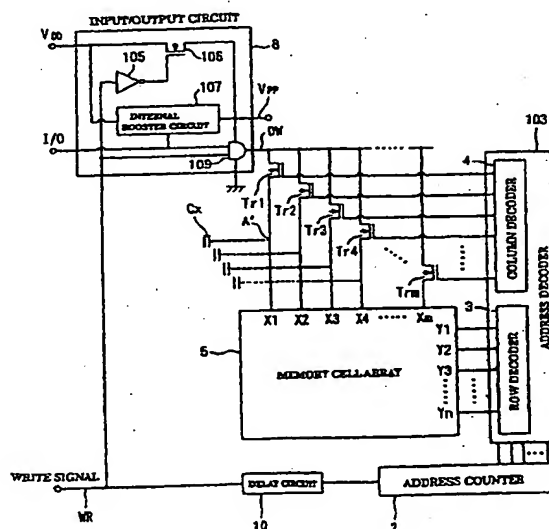 INPUT/OUTPUT CIRCUIT
VDD
8
105
106
107
INTERNAL BOOSTER CIRCUIT
VPP
I/O
DW
109
103
4
Tr1
Tr2
Tr3
Tr4
Trm
Cx
A'
COLUMN DECODER
ADDRESS DECODER
X1 X2 X3 X4 Xm
3
5
Y1
Y2
Y3
Yn
MEMORY CELL ARRAY
ROW DECODER
WRITE SIGNAL
WR
DELAY CIRCUIT
10
ADDRESS COUNTER
2